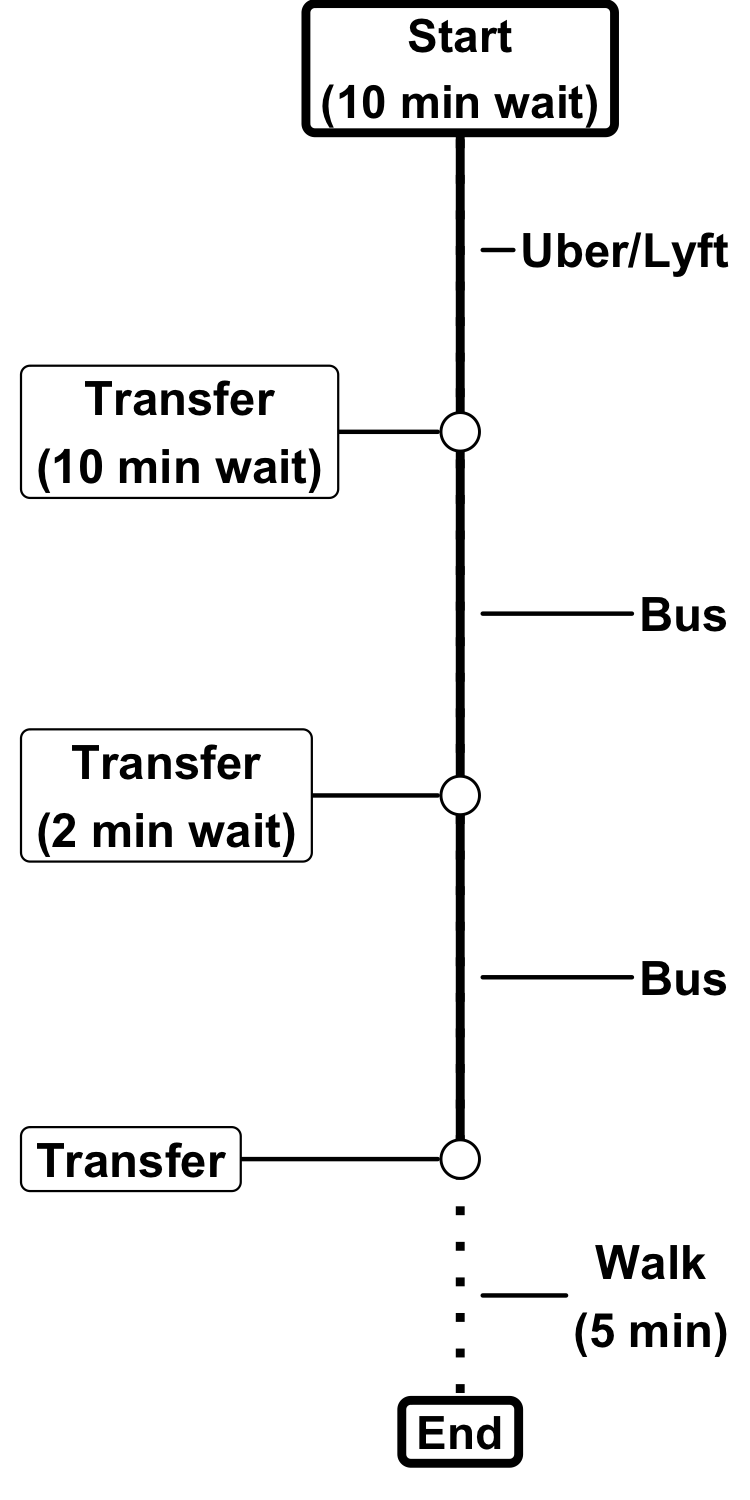 Start
(10 min wait)
Uber/Lyft
Transfer
(10 min wait)
Bus
Transfer
(2 min wait)
Bus
Transfer
Walk
(5 min)
End